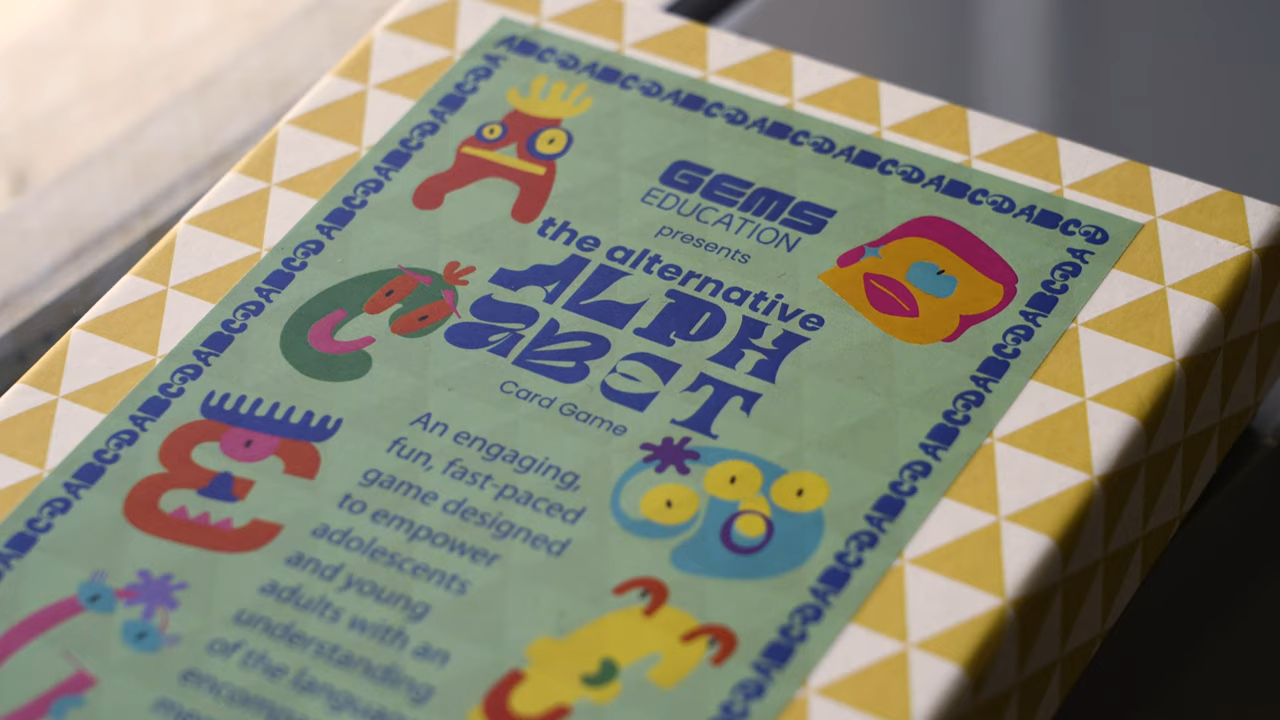 ABCDABCDABCDABCDABCDABCDABCD
GEMS
EDUCATION
presents
the alternative
ALPH
ABET
Card Game
An engaging,
fun, fast-paced
game designed
to empower
adolescents
and young
adults with an
understanding
of the language